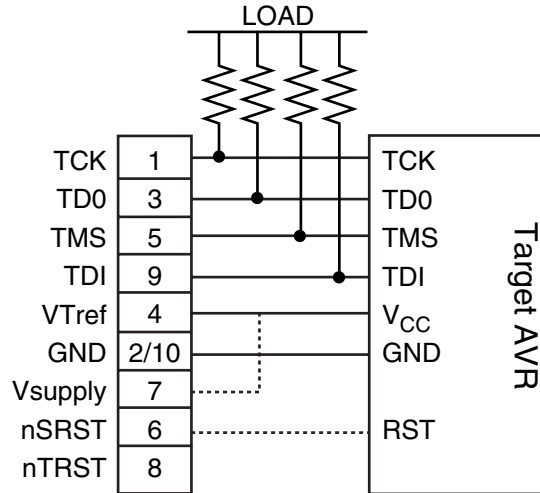 LOAD
TCK 1 TCK
TD0 3 TD0
TMS 5 TMS
TDI 9 TDI
VTref 4 VCC
GND 2/10 GND
Vsupply 7
nSRST 6 RST
nTRST 8
Target AVR